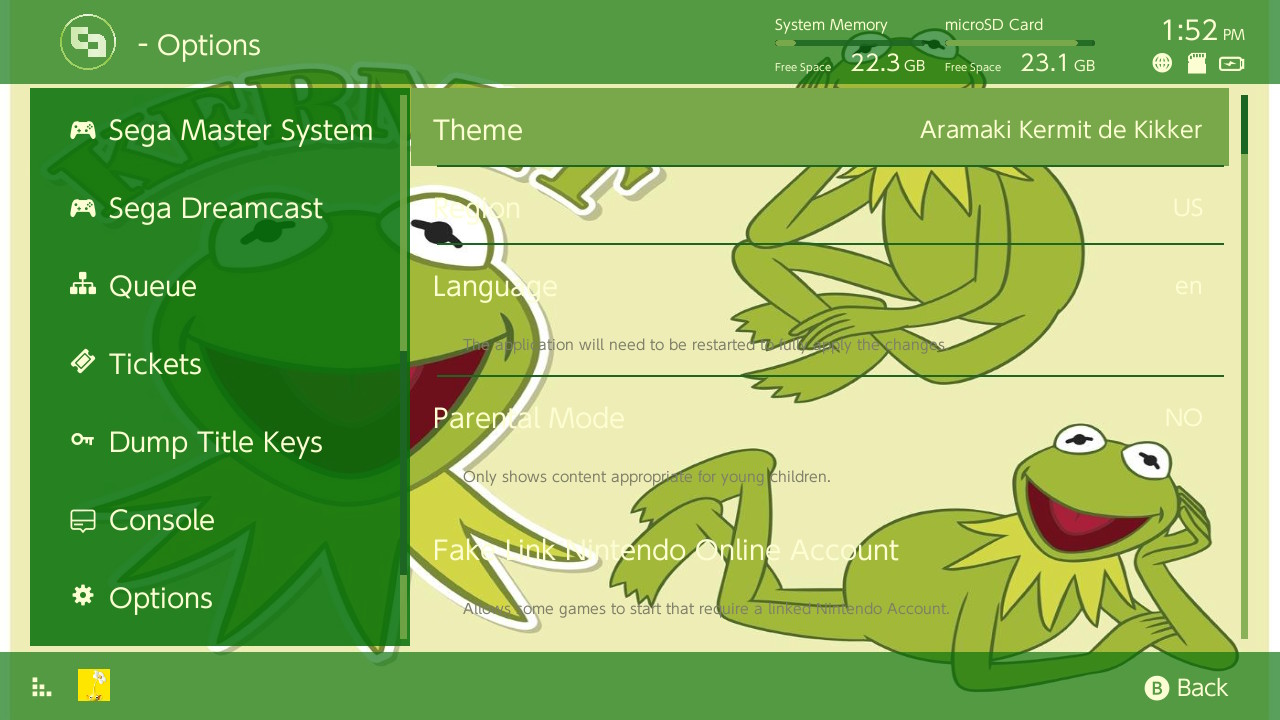 - Options
System Memory
microSD Card
1:52 PM
Free Space 22.3 GB
Free Space 23.1 GB
KERMIT
Sega Master System
Sega Dreamcast
Queue
Tickets
Dump Title Keys
Console
Options
Theme Aramaki Kermit de Kikker
Region US
Language en
The application will need to be restarted to fully apply the changes.
Parental Mode NO
Only shows content appropriate for young children.
Fake Link Nintendo Online Account
Allows some games to start that require a linked Nintendo Account.
B Back